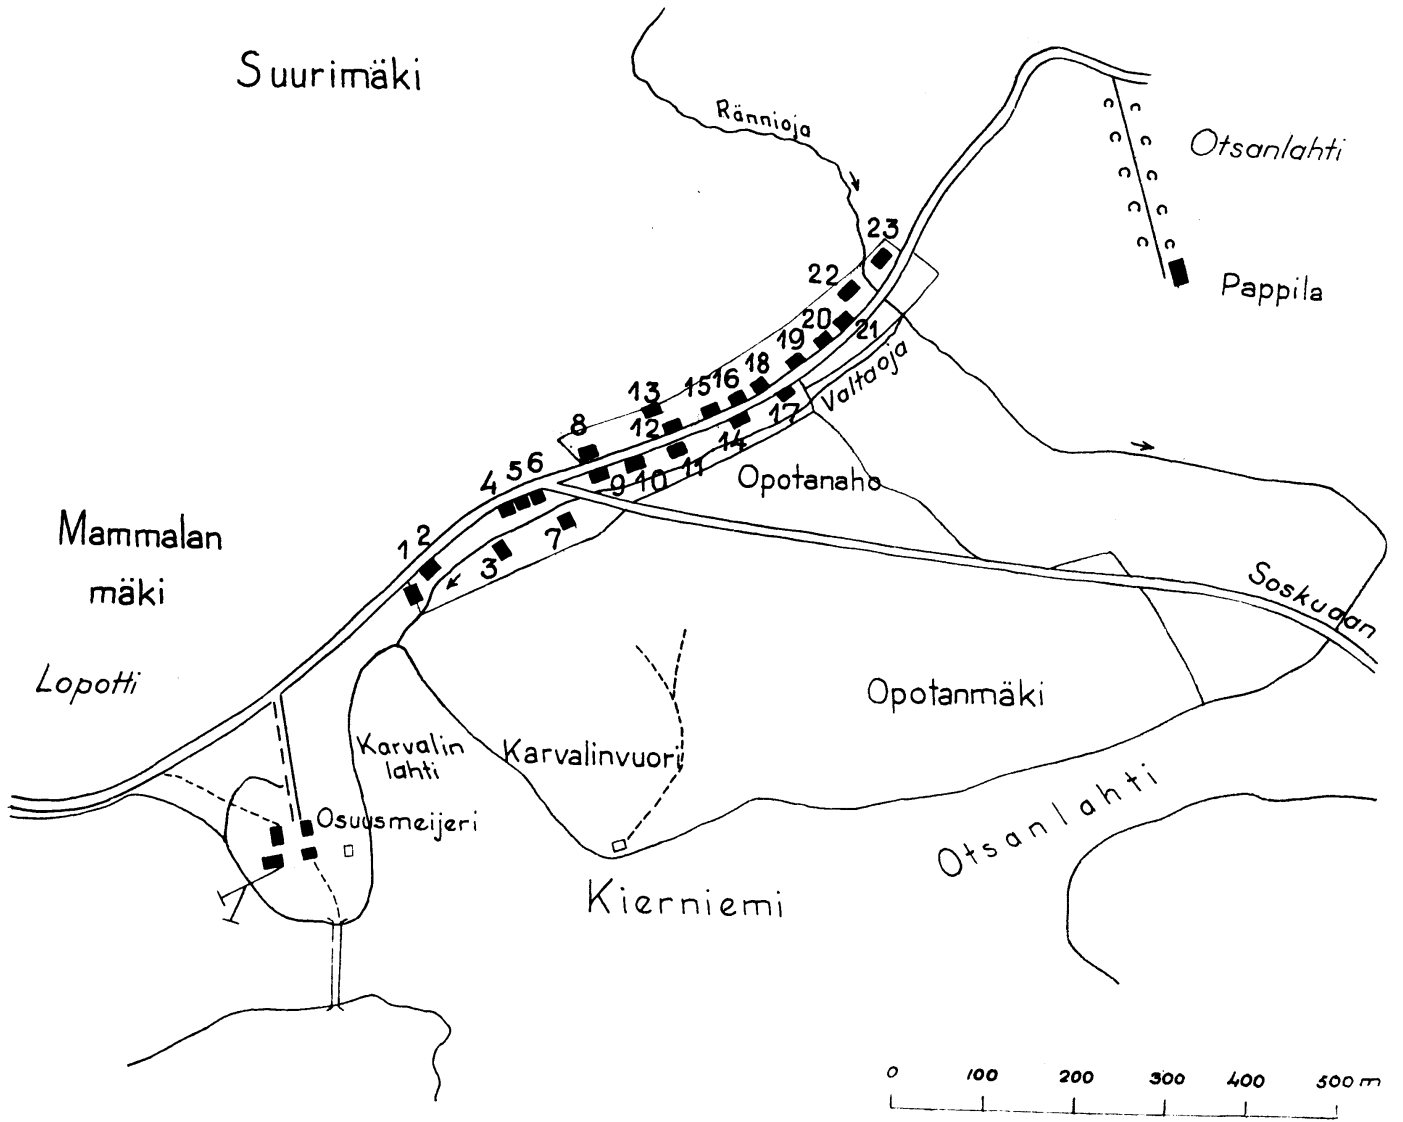 Suurimäki
Rännioja
Otsanlahti
Pappila
23
22
20
21
19
18
16
15
13
12
8
17
14
11
10
9
Valtaoja
Opotanaho
6
5
4
7
3
2
1
Mammalan
mäki
Lopotti
Soskuaan
Opotanmäki
Karvalin
lahti
Karvalinvuori
Osuusmeijeri
Otsanlahti
Kierniemi
0 100 200 300 400 500 m